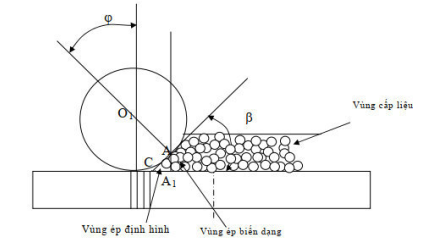 φ
O1
β
Vùng cấp liệu
A
C
A1
Vùng ép định hình
Vùng ép biến dạng